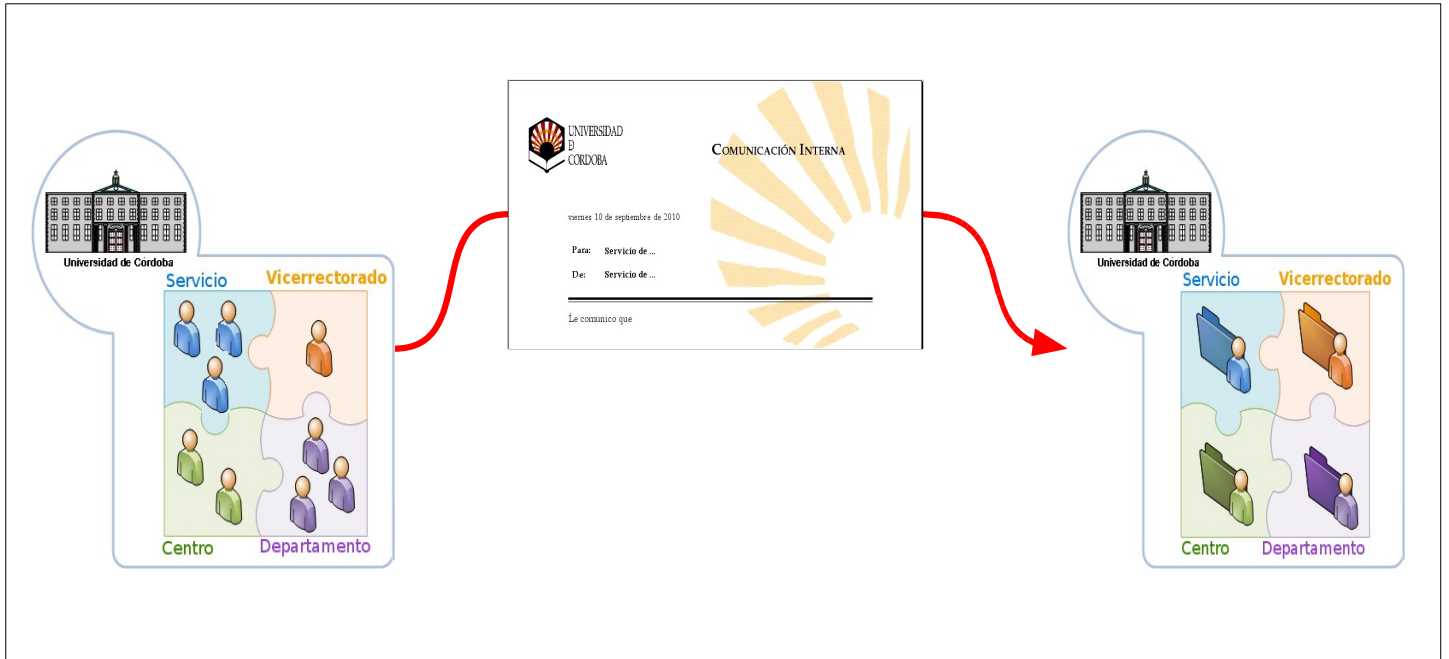 Universidad de Córdoba
Servicio
Vicerrectorado
Centro
Departamento
UNIVERSIDAD
D
CÓRDOBA
COMUNICACIÓN INTERNA
viernes 10 de septiembre de 2010
Para: Servicio de ...
De: Servicio de ...
Le comunico que
Universidad de Córdoba
Servicio
Vicerrectorado
Centro
Departamento